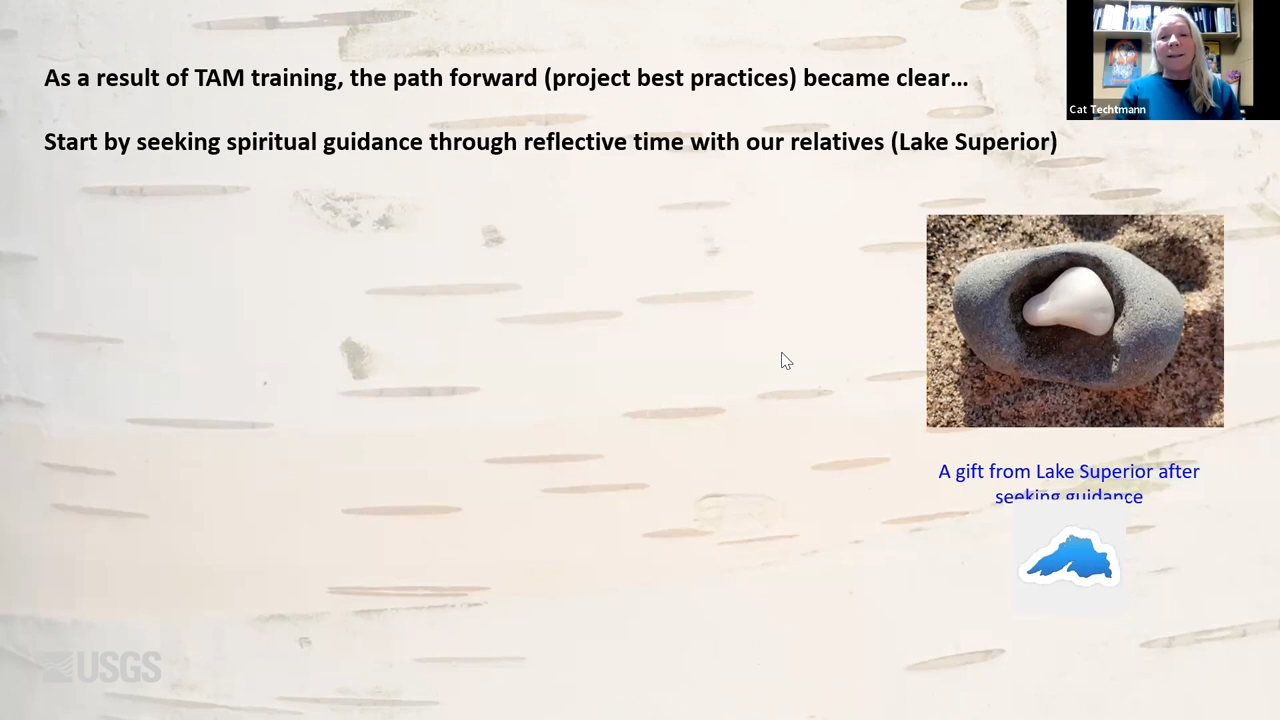 As a result of TAM training, the path forward (project best practices) became clear…
Start by seeking spiritual guidance through reflective time with our relatives (Lake Superior)
Cat Techtmann
A gift from Lake Superior after
seeking guidance
USGS